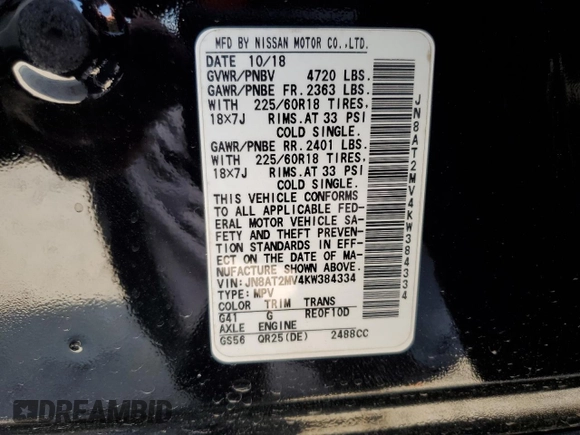 MFD BY NISSAN MOTOR CO.,LTD.
DATE 10/18
GVWR/PNBV 4720 LBS.
GAWR/PNBE FR. 2363 LBS.
WITH 225/60R18 TIRES,
18×7J RIMS.AT 33 PSI
COLD SINGLE.
GAWR/PNBE RR. 2401 LBS.
WITH 225/60R18 TIRES,
18×7J RIMS.AT 33 PSI
COLD SINGLE.
THIS VEHICLE CONFORMS
TO ALL APPLICABLE FED-
ERAL MOTOR VEHICLE SA-
FETY AND THEFT PREVEN-
TION STANDARDS IN EFF-
ECT ON THE DATE OF MA-
NUFACTURE SHOWN ABOVE.
VIN: JN8AT2MV4KW384334
TYPE: MPV
COLOR TRIM TRANS
G41 G RE0F10D
AXLE ENGINE
GS56 QR25(DE) 2488CC
JN8AT2MV4KW384334
DREAMBID